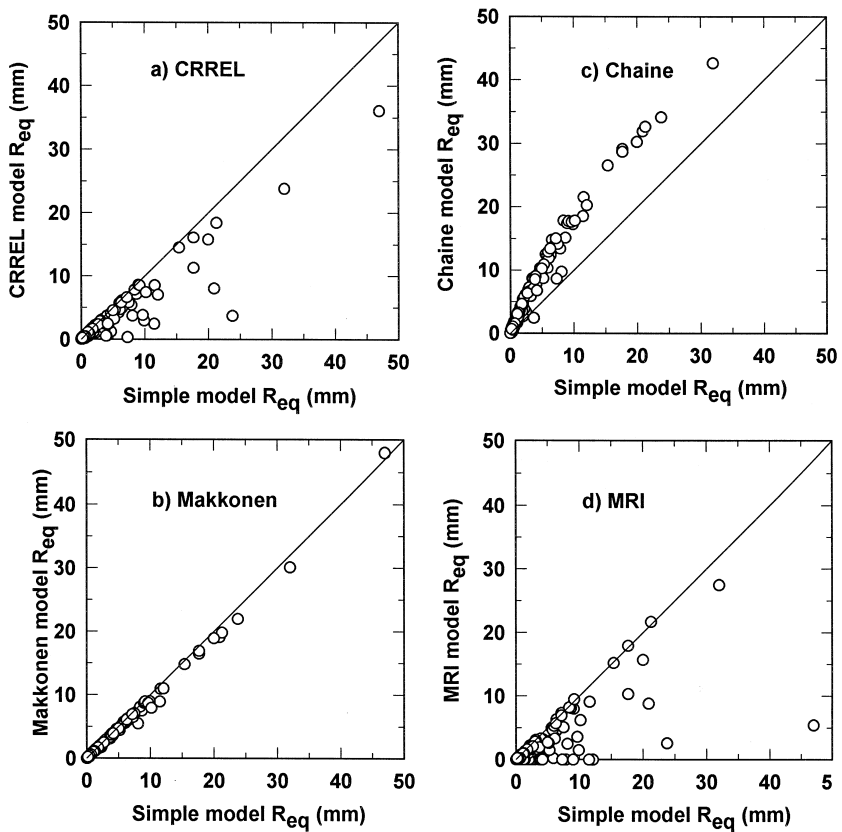 a) CRREL
CRREL model Req (mm)
50
40
30
20
10
0
0 10 20 30 40 50
Simple model Req (mm)
c) Chaine
Chaine model Req (mm)
50
40
30
20
10
0
0 10 20 30 40 50
Simple model Req (mm)
b) Makkonen
Makkonen model Req (mm)
50
40
30
20
10
0
0 10 20 30 40 50
Simple model Req (mm)
d) MRI
MRI model Req (mm)
50
40
30
20
10
0
0 10 20 30 40 5
Simple model Req (mm)